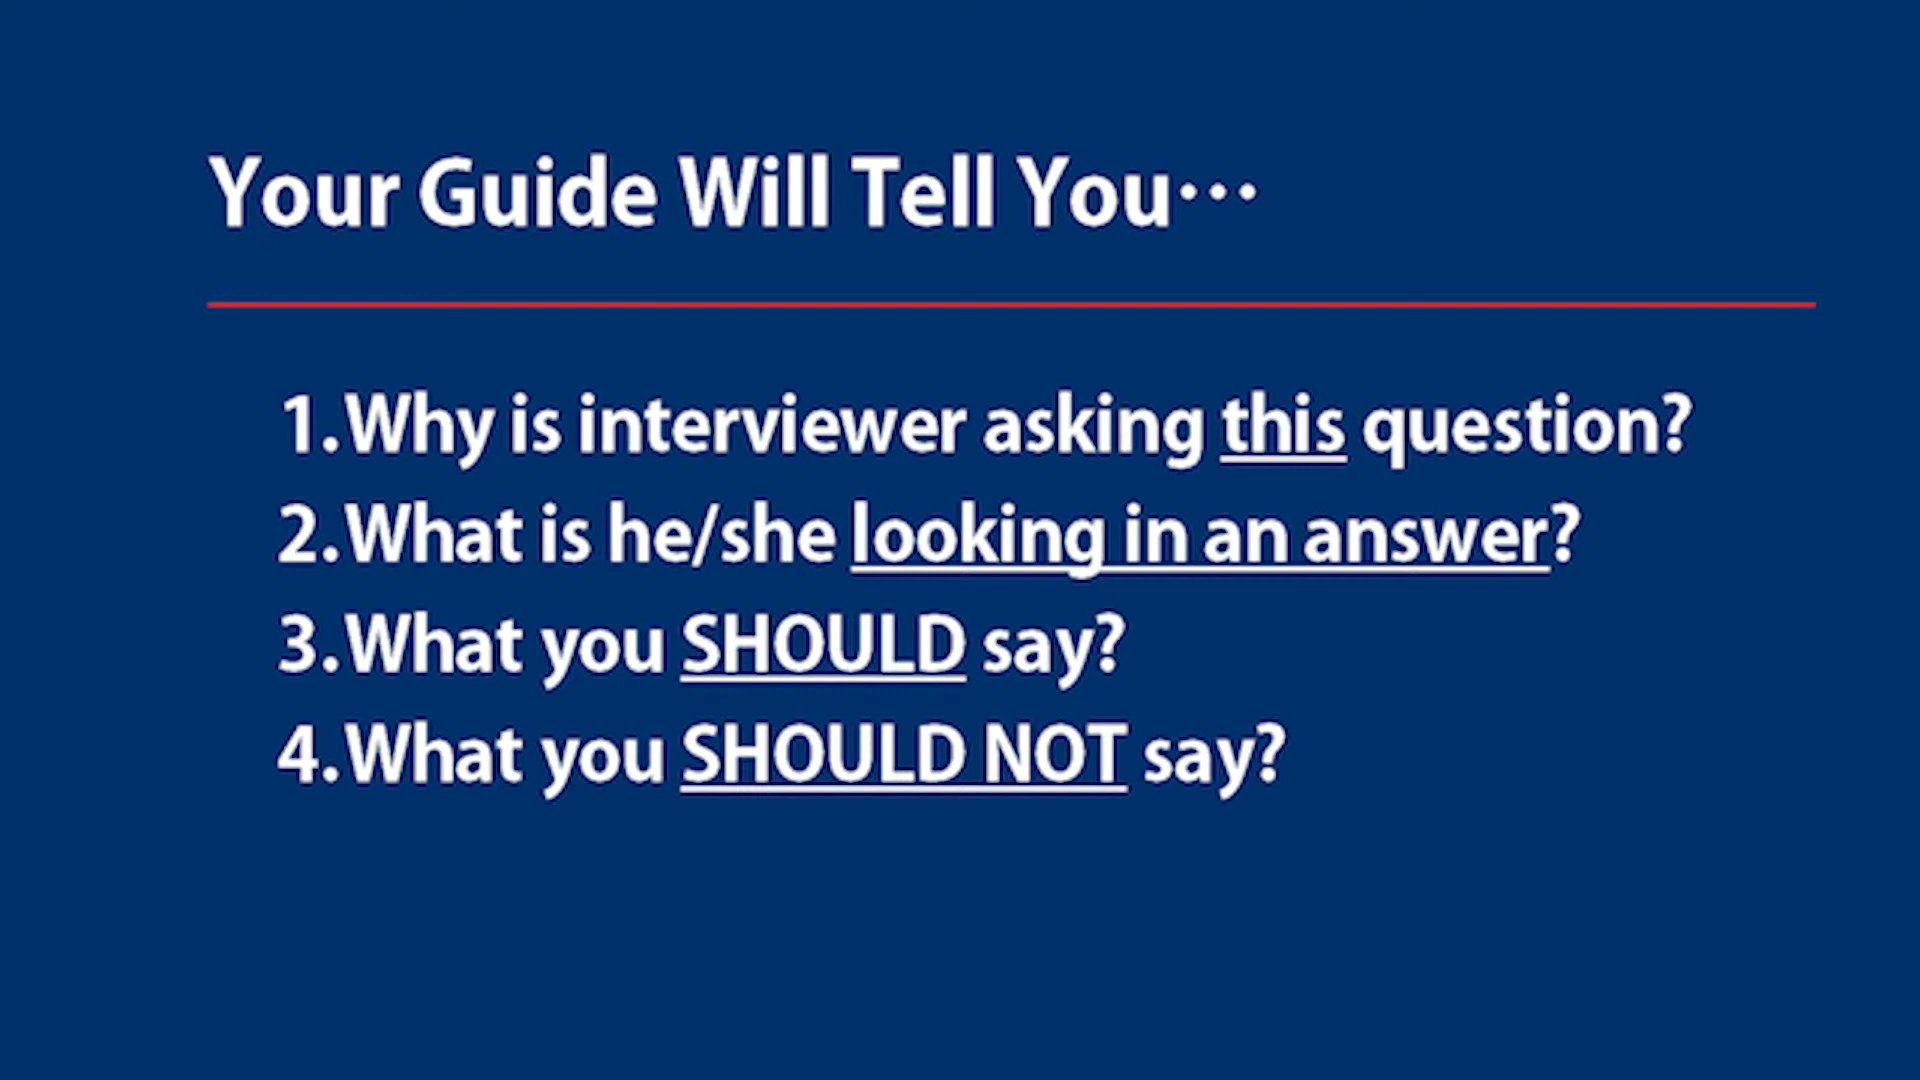 Your Guide Will Tell You···
1.Why is interviewer asking this question?
2.What is he/she looking in an answer?
3.What you SHOULD say?
4.What you SHOULD NOT say?